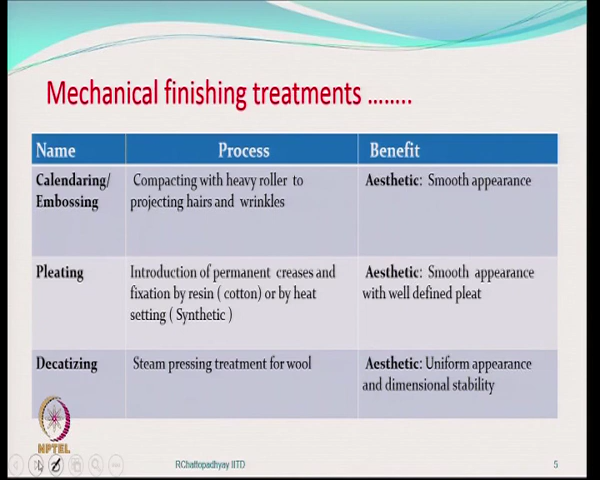 Mechanical finishing treatments ........
Name Process Benefit
Calendaring/ Compacting with heavy roller to Aesthetic: Smooth appearance
Embossing projecting hairs and wrinkles
Pleating Introduction of permanent creases and Aesthetic: Smooth appearance
fixation by resin ( cotton) or by heat with well defined pleat
setting ( Synthetic )
Decatizing Steam pressing treatment for wool Aesthetic: Uniform appearance
and dimensional stability
NPTEL
RChattopadhyay IITD 5